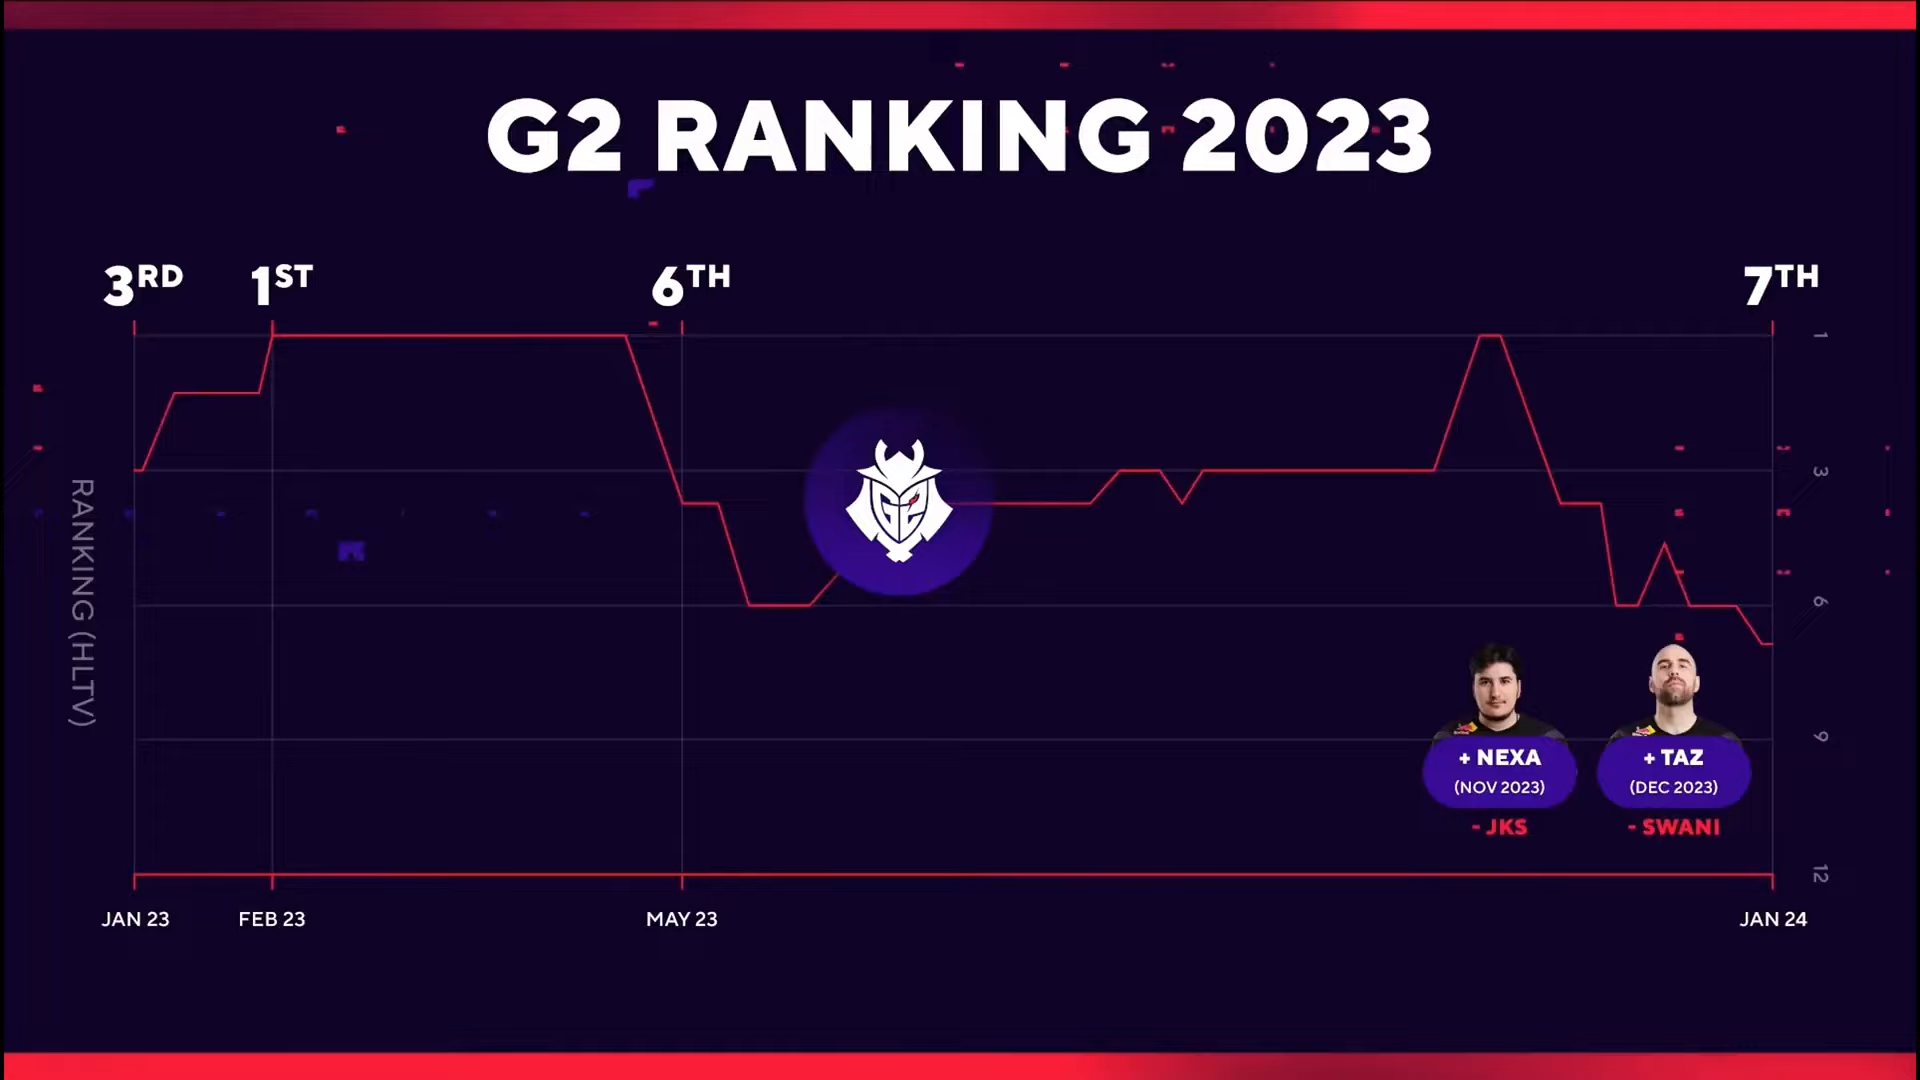 G2 RANKING 2023
3RD 1ST 6TH 7TH
1
3
6
9
12
RANKING (HLTV)
G2
+ NEXA
(NOV 2023)
- JKS
+ TAZ
(DEC 2023)
- SWANI
JAN 23 FEB 23 MAY 23 JAN 24